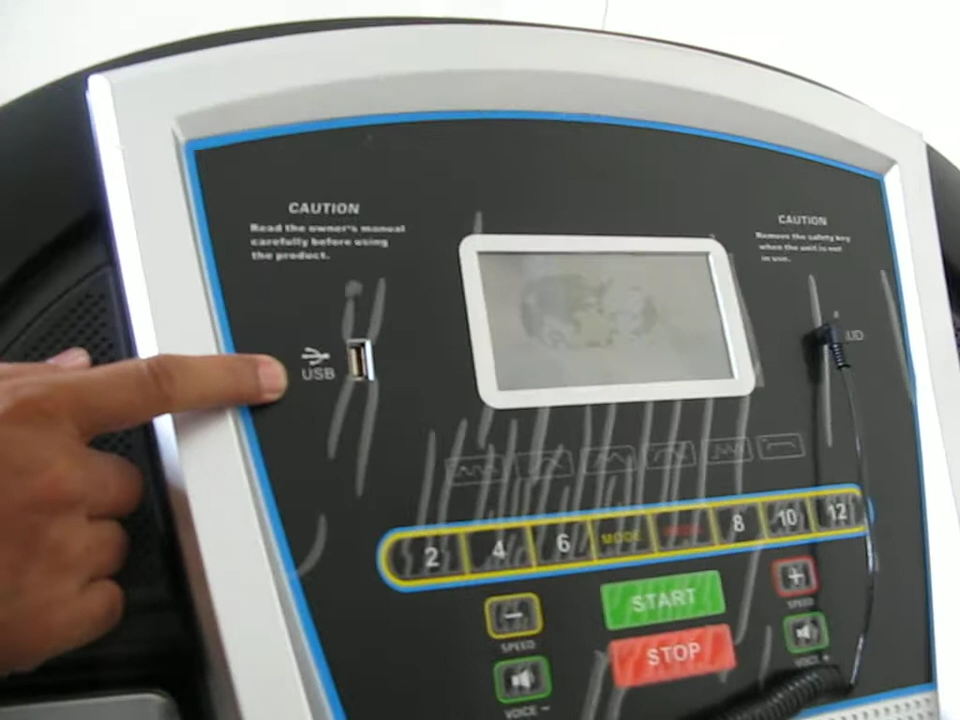 CAUTION
Read the owner's manual
carefully before using
the product.
CAUTION
Remove the safety key
when the unit is not
in use.
USB
2 4 6 MODE 8 10 12
START
STOP
SPEED
SPEED
VOICE -
VOICE +